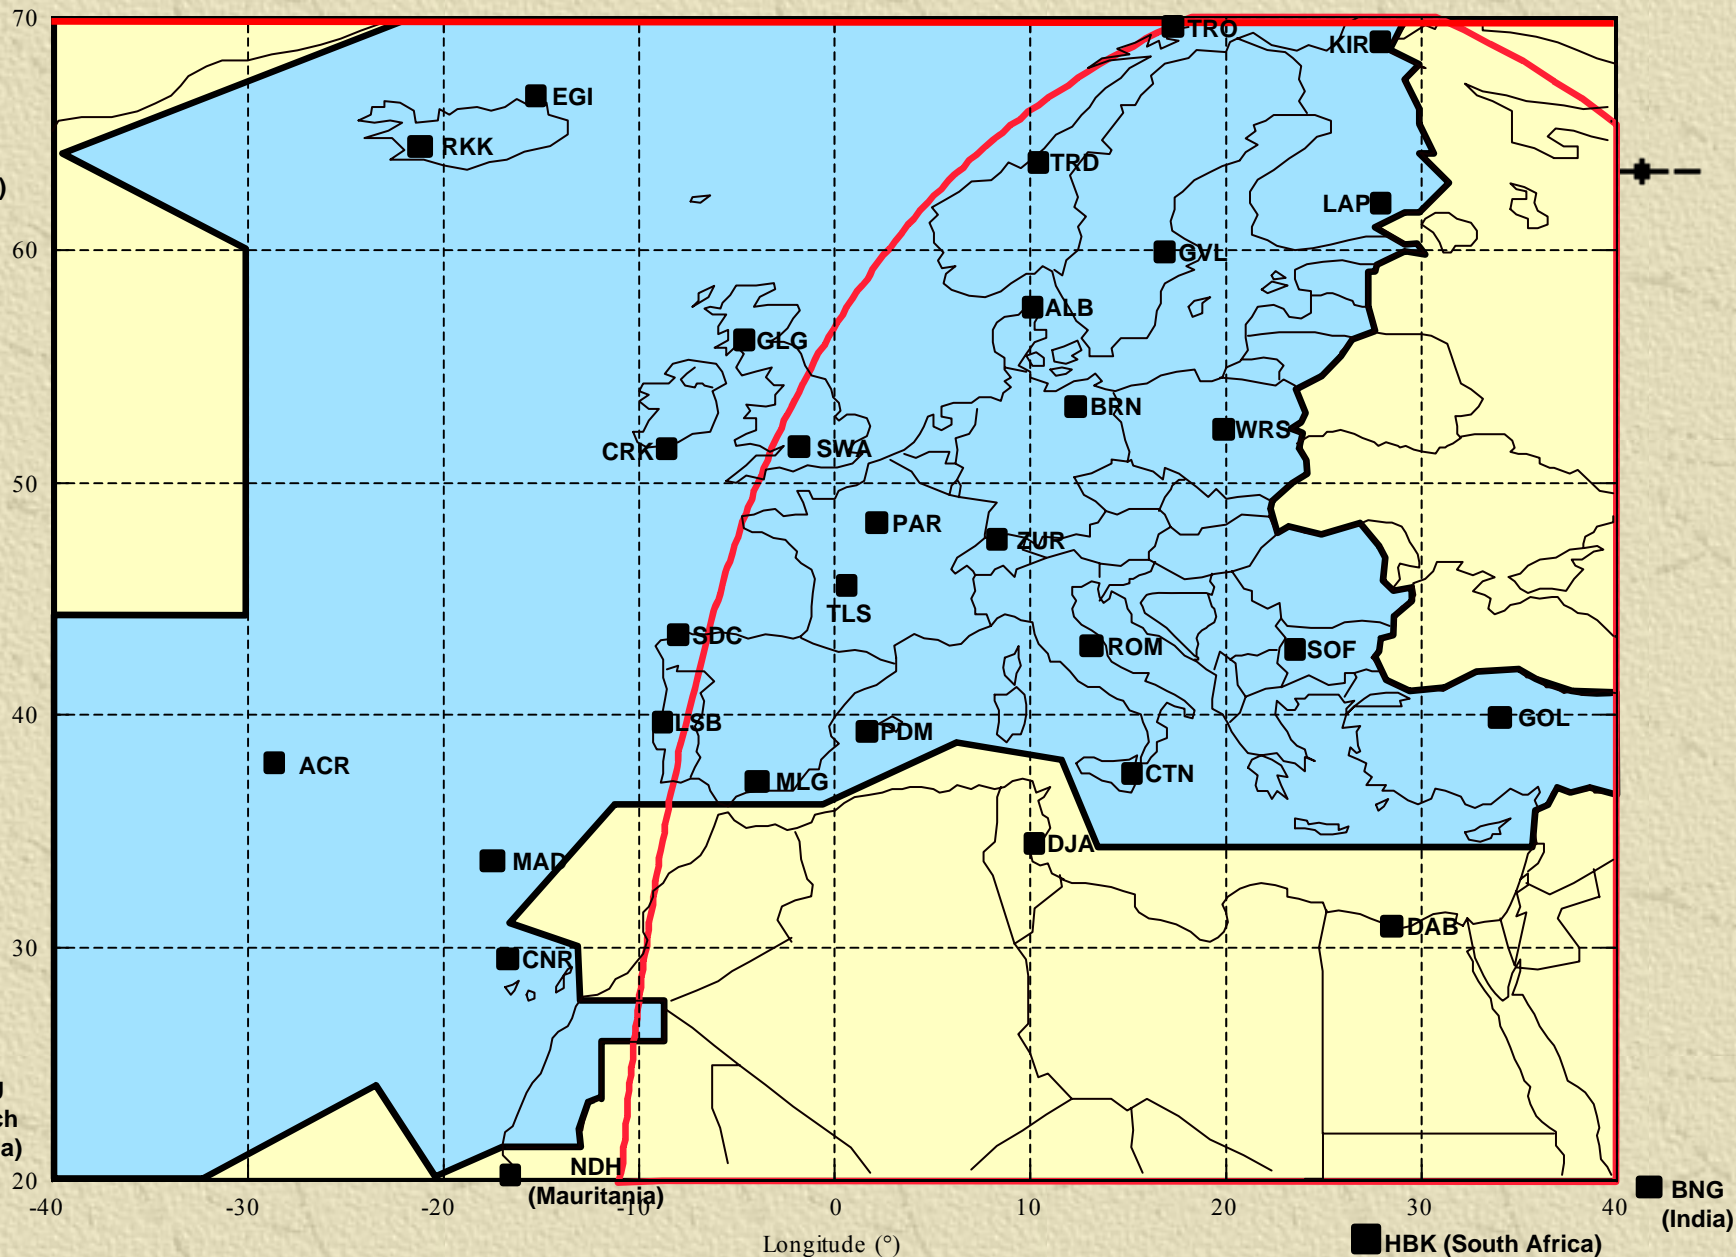 70
TRO
KIR
EGI
RKK
TRD
)
LAP
60
GVL
ALB
GLG
BRN
WRS
CRK
SWA
50
PAR
ZUR
TLS
SDC
ROM
SOF
40
LSB
PDM
GOL
ACR
MLG
CTN
MAD
DJA
DAB
30
CNR
ch
a)
20
NDH
(Mauritania)
BNG
(India)
-40
-30
-20
-10
0
10
20
30
40
Longitude (°)
HBK (South Africa)